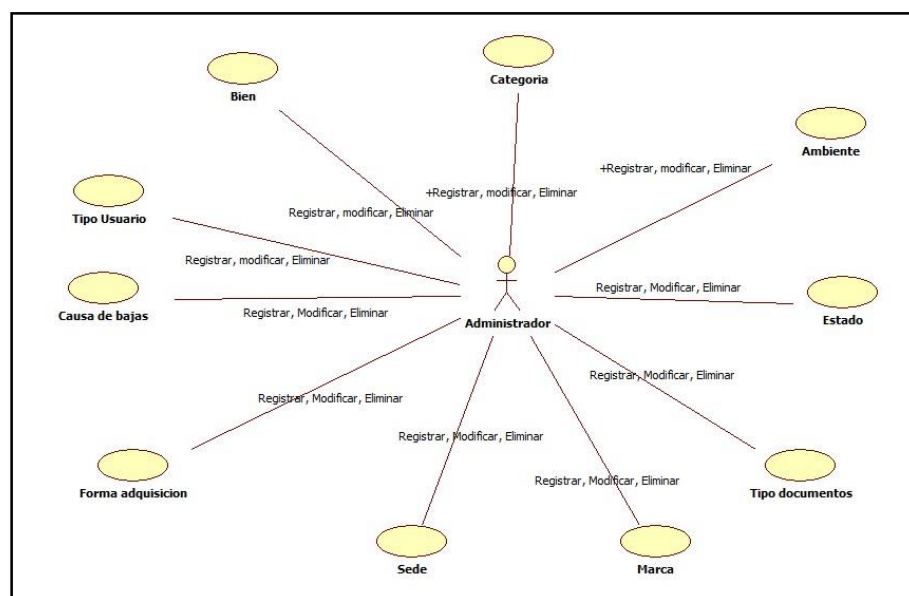 Categoria
Bien
Ambiente
+Registrar, modificar, Eliminar
+Registrar, modificar, Eliminar
Tipo Usuario
Registrar, modificar, Eliminar
Registrar, modificar, Eliminar
Registrar, Modificar, Eliminar
Causa de bajas
Registrar, Modificar, Eliminar
Estado
Administrador
Registrar, Modificar, Eliminar
Registrar, Modificar, Eliminar
Registrar, Modificar, Eliminar
Registrar, Modificar, Eliminar
Forma adquisicion
Tipo documentos
Sede
Marca